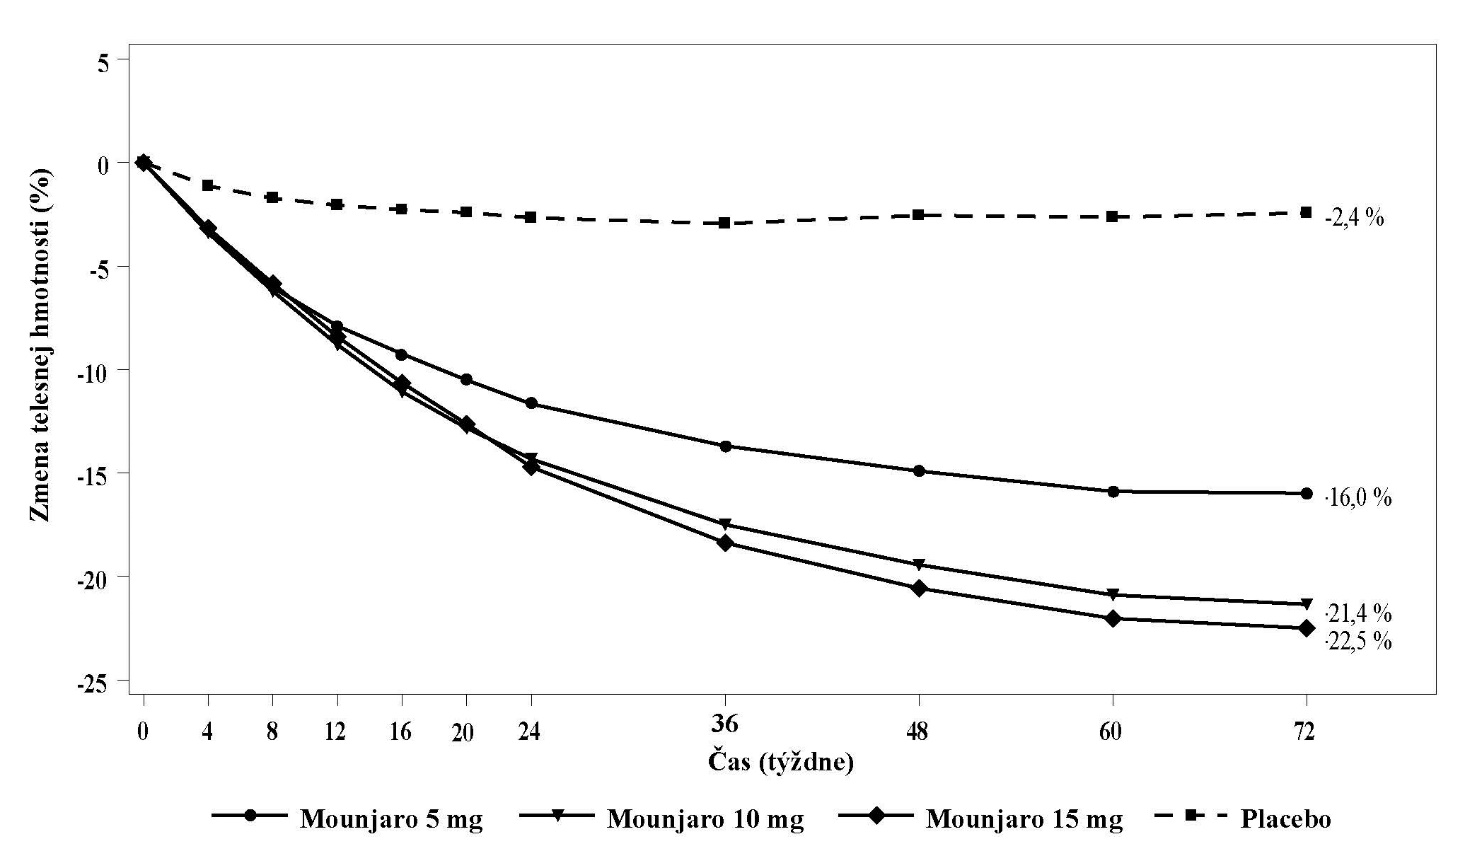 Zmena telesnej hmotnosti (%)
5
0
-5
-10
-15
-20
-25
-2,4 %
-16,0 %
-21,4 %
-22,5 %
0 4 8 12 16 20 24 36 48 60 72
Čas (týždne)
Mounjaro 5 mg Mounjaro 10 mg Mounjaro 15 mg Placebo